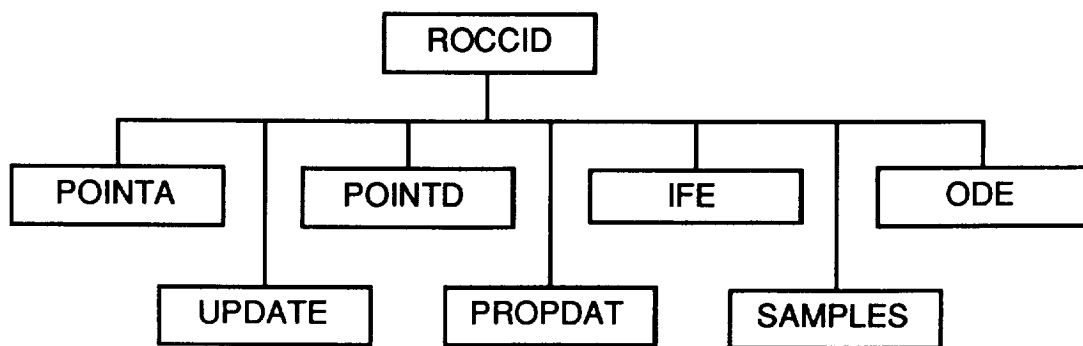 ROCCID
POINTA
POINTD
IFE
ODE
UPDATE
PROPDAT
SAMPLES